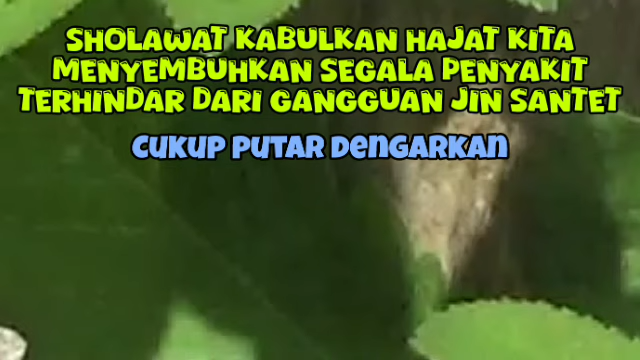 SHOLAWAT KABULKAN HAJAT KITA
MENYEMBUHKAN SEGALA PENYAKIT
TERHINDAR DARI GANGGUAN JIN SANTET
CUKUP PUTAR DENGARKAN